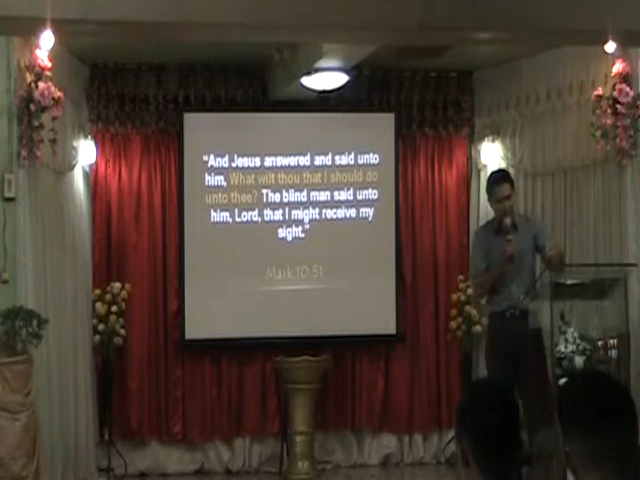 “And Jesus answered and said unto
him, What wilt thou that I should do
unto thee? The blind man said unto
him, Lord, that I might receive my
sight.”
Mark 10:51